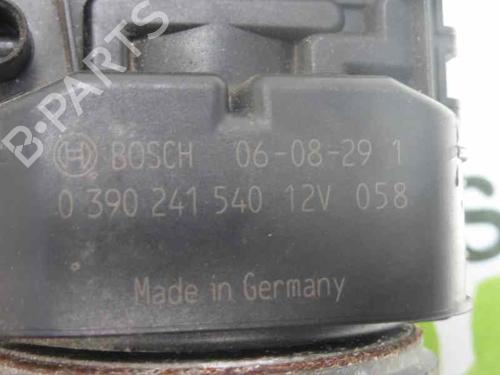 BOSCH 06-08-29 1
0 390 241 540 12V 058
Made in Germany
B-PARTS